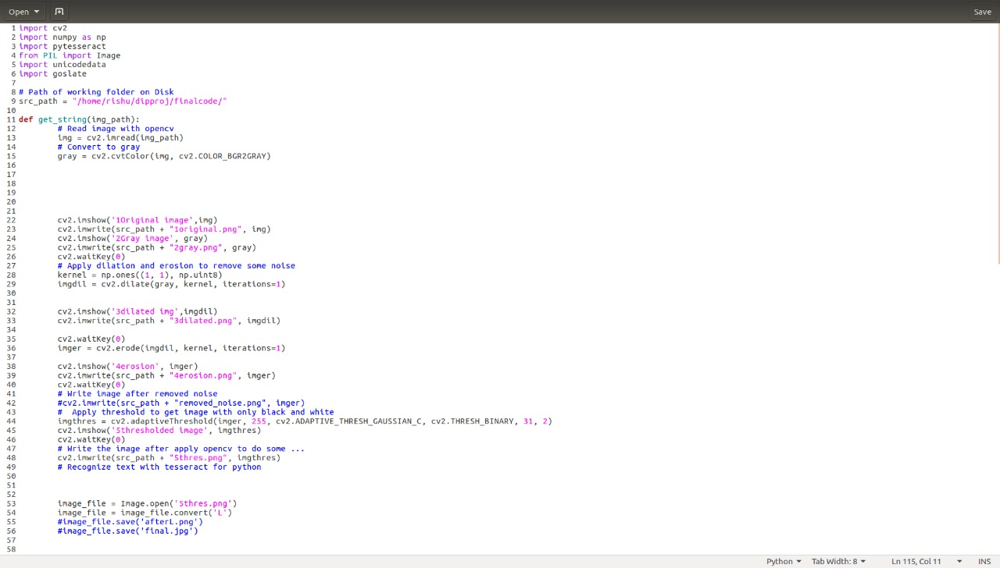 Open
Save
1 import cv2
2 import numpy as np
3 import pytesseract
4 from PIL import Image
5 import unicodedata
6 import goslate
7
8 # Path of working folder on Disk
9 src_path = "/home/rishu/dipproj/finalcode/"
10
11 def get_string(img_path):
12         # Read image with opencv
13         img = cv2.imread(img_path)
14         # Convert to gray
15         gray = cv2.cvtColor(img, cv2.COLOR_BGR2GRAY)
16
17
18
19
20
21
22         cv2.imshow('1Original image',img)
23         cv2.imwrite(src_path + "1original.png", img)
24         cv2.imshow('2Gray image', gray)
25         cv2.imwrite(src_path + "2gray.png", gray)
26         cv2.waitKey(0)
27         # Apply dilation and erosion to remove some noise
28         kernel = np.ones((1, 1), np.uint8)
29         imgdil = cv2.dilate(gray, kernel, iterations=1)
30
31
32         cv2.imshow('3dilated img',imgdil)
33         cv2.imwrite(src_path + "3dilated.png", imgdil)
34
35         cv2.waitKey(0)
36         imger = cv2.erode(imgdil, kernel, iterations=1)
37
38         cv2.imshow('4erosion', imger)
39         cv2.imwrite(src_path + "4erosion.png", imger)
40         cv2.waitKey(0)
41         # Write image after removed noise
42         #cv2.imwrite(src_path + "removed_noise.png", imger)
43         #  Apply threshold to get image with only black and white
44         imgthres = cv2.adaptiveThreshold(imger, 255, cv2.ADAPTIVE_THRESH_GAUSSIAN_C, cv2.THRESH_BINARY, 31, 2)
45         cv2.imshow('5thresholded image', imgthres)
46         cv2.waitKey(0)
47         # Write the image after apply opencv to do some ...
48         cv2.imwrite(src_path + "5thres.png", imgthres)
49         # Recognize text with tesseract for python
50
51
52
53         image_file = Image.open('5thres.png')
54         image_file = image_file.convert('L')
55         #image_file.save('afterL.png')
56         #image_file.save('final.jpg')
57
58
Python Tab Width: 8 Ln 115, Col 11 INS